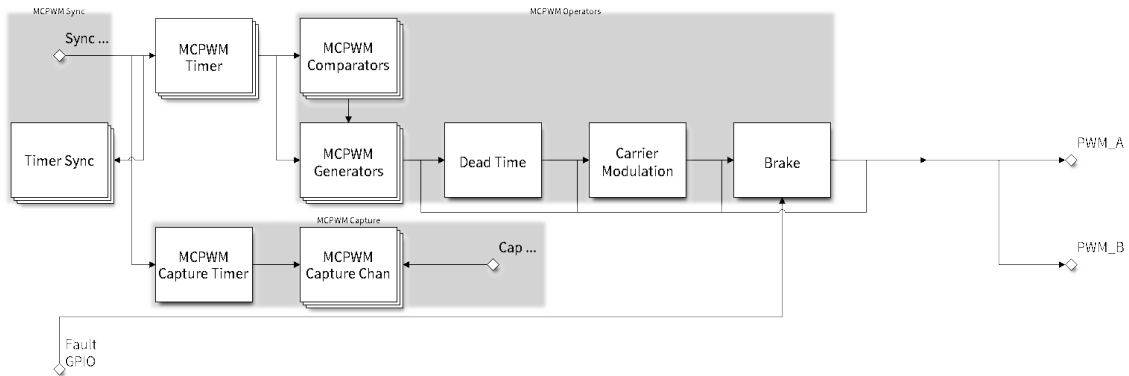 MCPWM Sync
MCPWM Operators
Sync ...
MCPWM
Timer
MCPWM
Comparators
Timer Sync
MCPWM
Generators
Dead Time
Carrier
Modulation
Brake
PWM_A
MCPWM Capture
MCPWM
Capture Timer
MCPWM
Capture Chan
Cap ...
PWM_B
Fault
GPIO